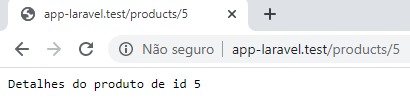 app-laravel.test/products/5
Não seguro | app-laravel.test/products/5
Detalhes do produto de id 5